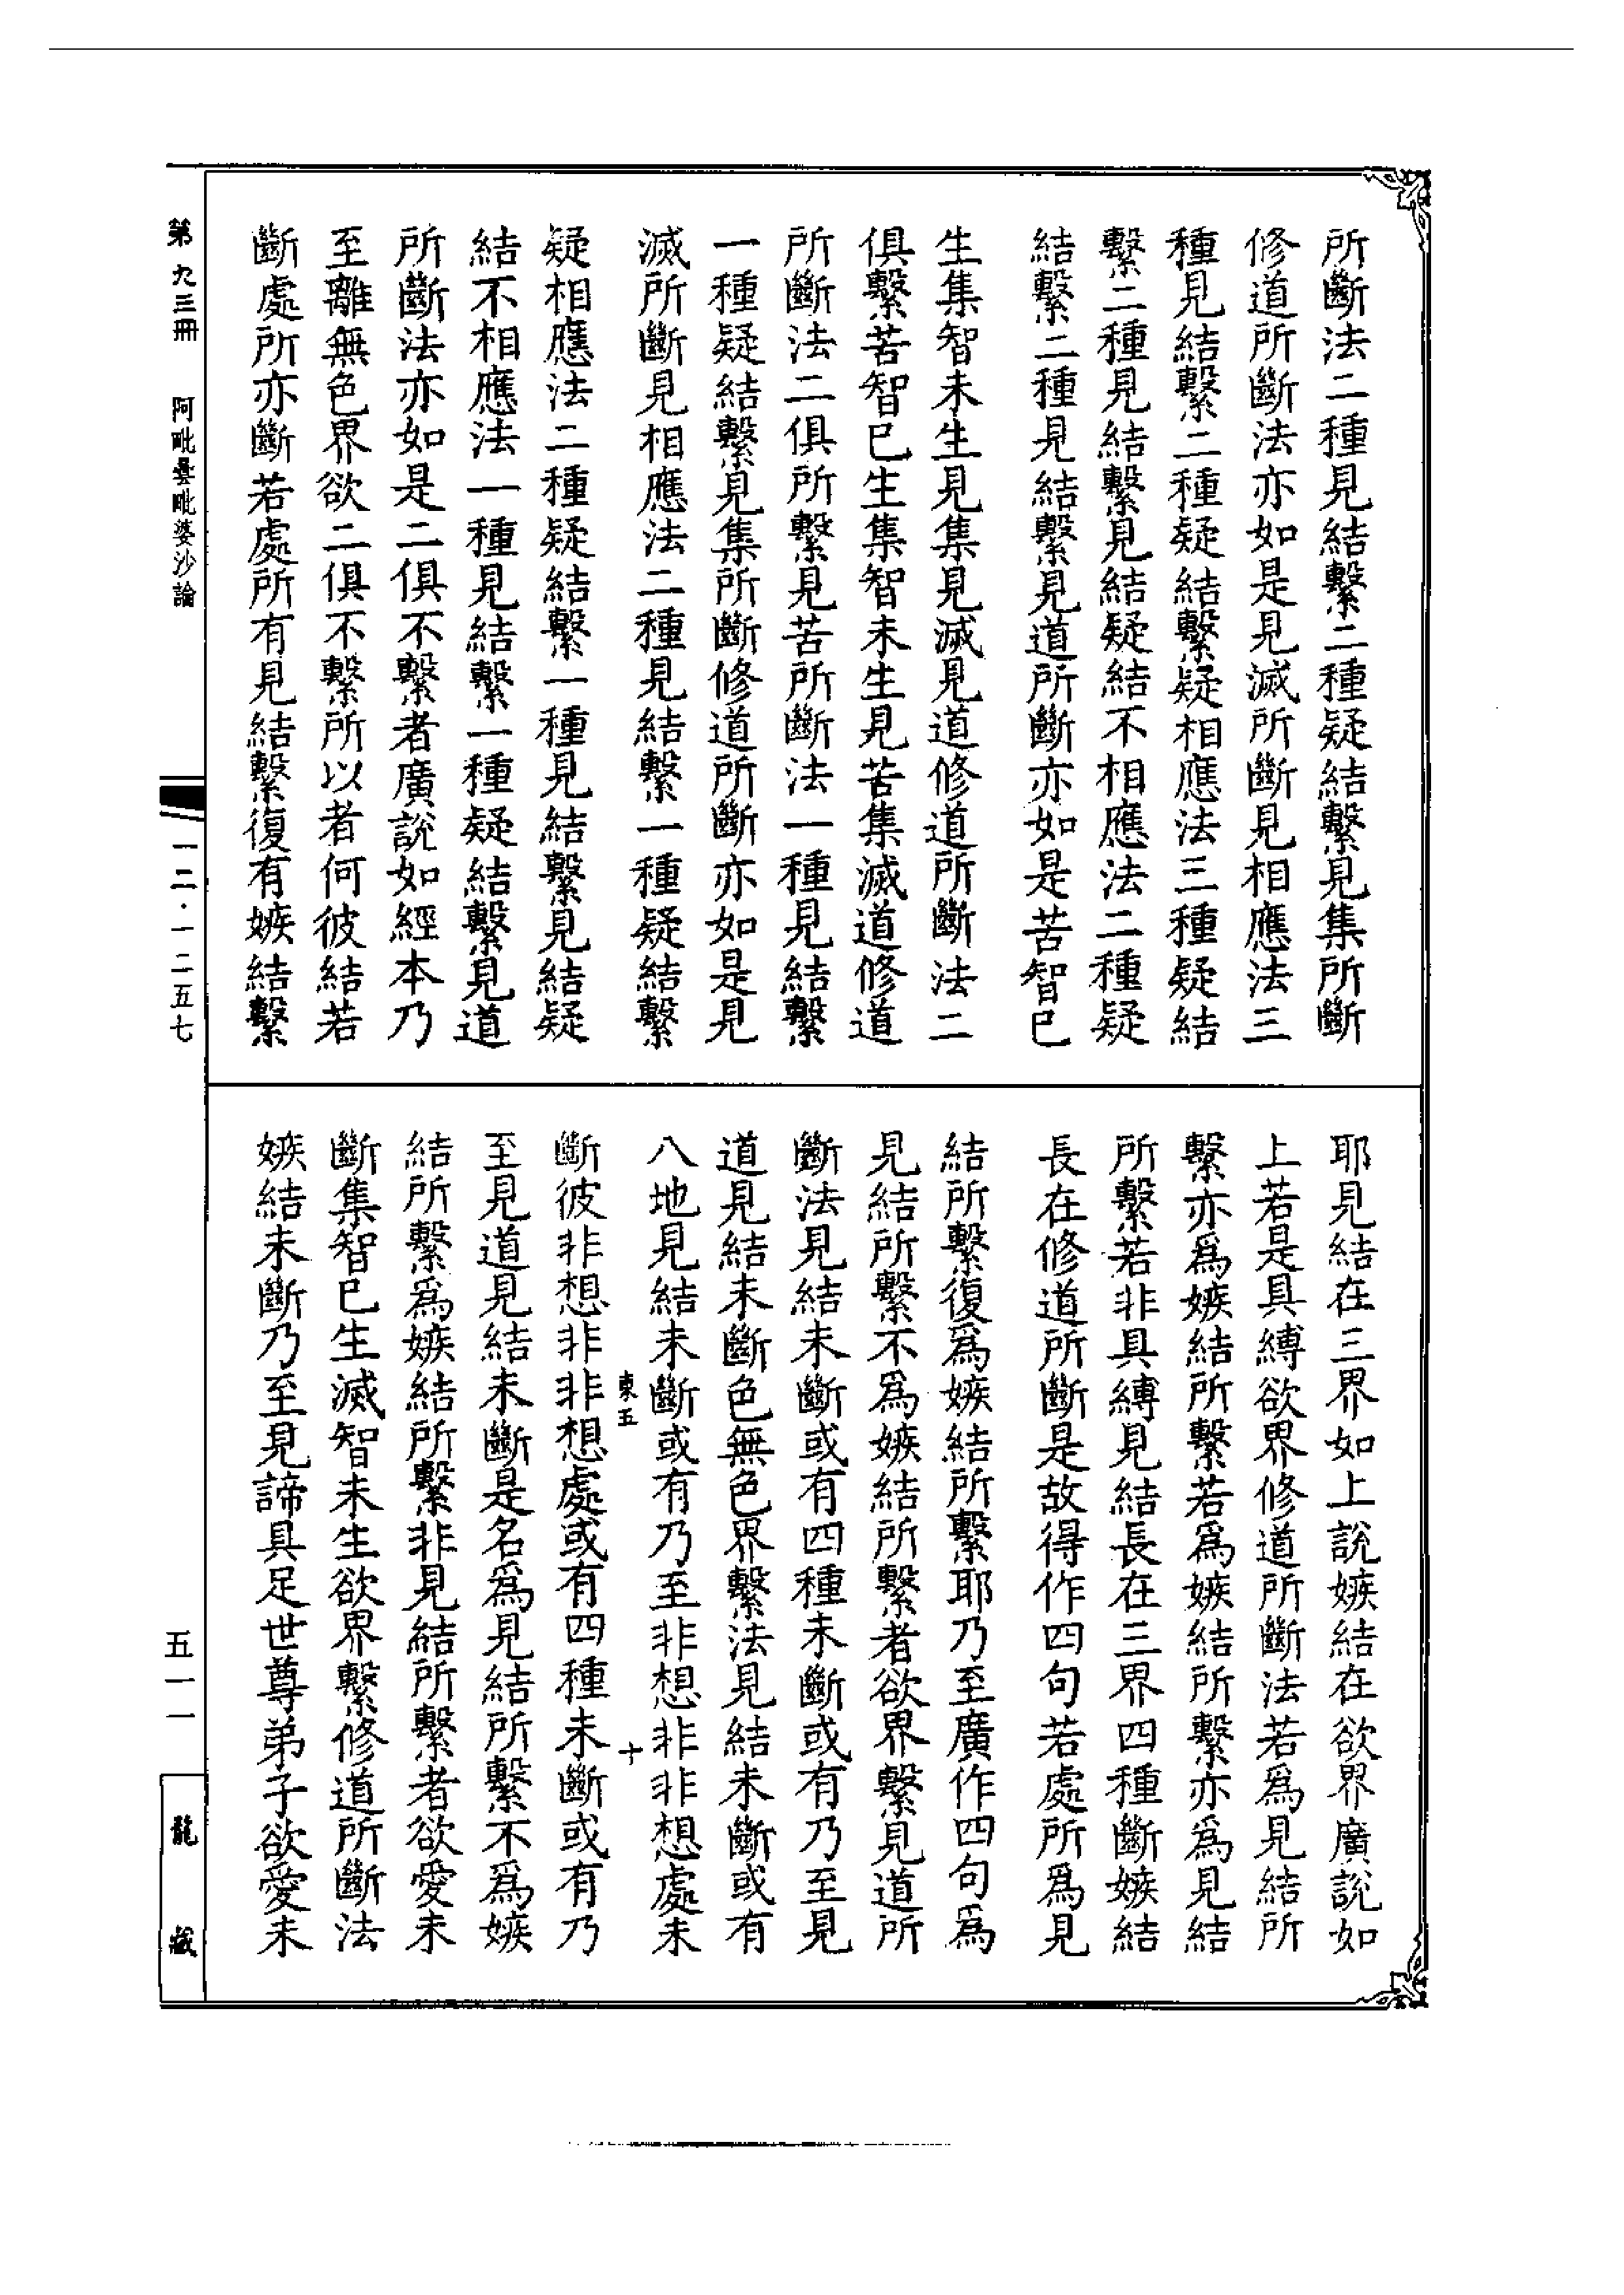 所斷法二種見結繫二種疑結繫見集所斷
修道所斷法亦如是見滅所斷見相應法三
種見結繫二種疑結繫疑相應法三種疑結
繫二種見結繫見結疑結不相應法二種疑
結繫二種見結繫見道所斷亦如是苦智已
生集智未生見集見滅見道修道所斷法二
俱繫苦智已生集智未生見苦集滅道修道
所斷法二俱所繫見苦所斷法一種見結繫
一種疑結繫見集所斷修道所斷亦如是見
滅所斷見相應法二種見結繫一種疑結繫
疑相應法二種疑結繫一種見結繫見結疑
結不相應法一種見結繫一種疑結繫見道
所斷法亦如是二俱不繫者廣說如經本乃
至離無色界欲二俱不繫所以者何彼結若
斷處所亦斷若處所有見結繫復有嫉結繫
耶見結在三界如上說嫉結在欲界廣說如
上若是具縛欲界修道所斷法若為見結所
繫亦為嫉結所繫若為嫉結所繫亦為見結
所繫若非具縛見結長在三界四種斷嫉結
長在修道所斷是故得作四句若處所為見
結所繫復為嫉結所繫耶乃至廣作四句為
見結所繫不為嫉結所繫者欲界繫見道所
斷法見結未斷或有四種未斷或有乃至見
道見結未斷色無色界繫法見結未斷或有
八地見結未斷或有乃至非想非非想處未
斷彼非想非非想處或有四種未斷或有乃
至見道見結未斷是名為見結所繫不為嫉
結所繫為嫉結所繫非見結所繫者欲愛未
斷集智已生滅智未生欲界繫修道所斷法
嫉結未斷乃至見諦具足世尊弟子欲愛未
東五
十
第九三冊
阿毗曇毗婆沙論
一二·一二五七
五一一
龍藏